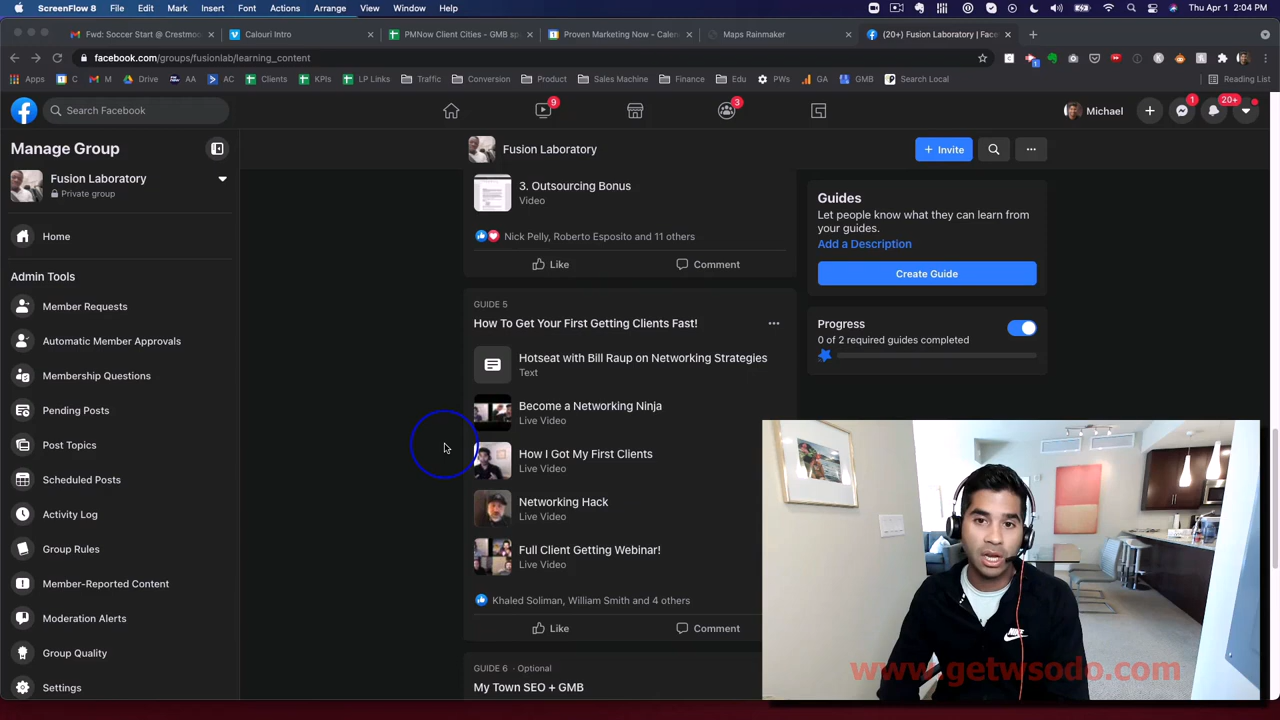 ScreenFlow 8 File Edit Mark Insert Font Actions Arrange View Window Help Thu Apr 1 2:04 PM
Fwd: Soccer Start @ Crestmoo × Calouri Intro × PMNow Client Cities - GMB sp × Proven Marketing Now - Calen × Maps Rainmaker × (20+) Fusion Laboratory | Face ×
facebook.com/groups/fusionlab/learning_content
Apps C M Drive AA AC Clients KPIs LP Links Traffic Conversion Product Sales Machine Finance Edu PWs GA GMB Search Local Reading List
Search Facebook 9 3 Michael 1 20+
Manage Group
Fusion Laboratory
Private group
Home
Admin Tools
Member Requests
Automatic Member Approvals
Membership Questions
Pending Posts
Post Topics
Scheduled Posts
Activity Log
Group Rules
Member-Reported Content
Moderation Alerts
Group Quality
Settings
Fusion Laboratory
+ Invite
3. Outsourcing Bonus
Video
Nick Pelly, Roberto Esposito and 11 others
Like Comment
GUIDE 5
How To Get Your First Getting Clients Fast!
Hotseat with Bill Raup on Networking Strategies
Text
Become a Networking Ninja
Live Video
How I Got My First Clients
Live Video
Networking Hack
Live Video
Full Client Getting Webinar!
Live Video
Khaled Soliman, William Smith and 4 others
Like Comment
GUIDE 6 · Optional
My Town SEO + GMB
Guides
Let people know what they can learn from
your guides.
Add a Description
Create Guide
Progress
0 of 2 required guides completed
www.getwsodo.com